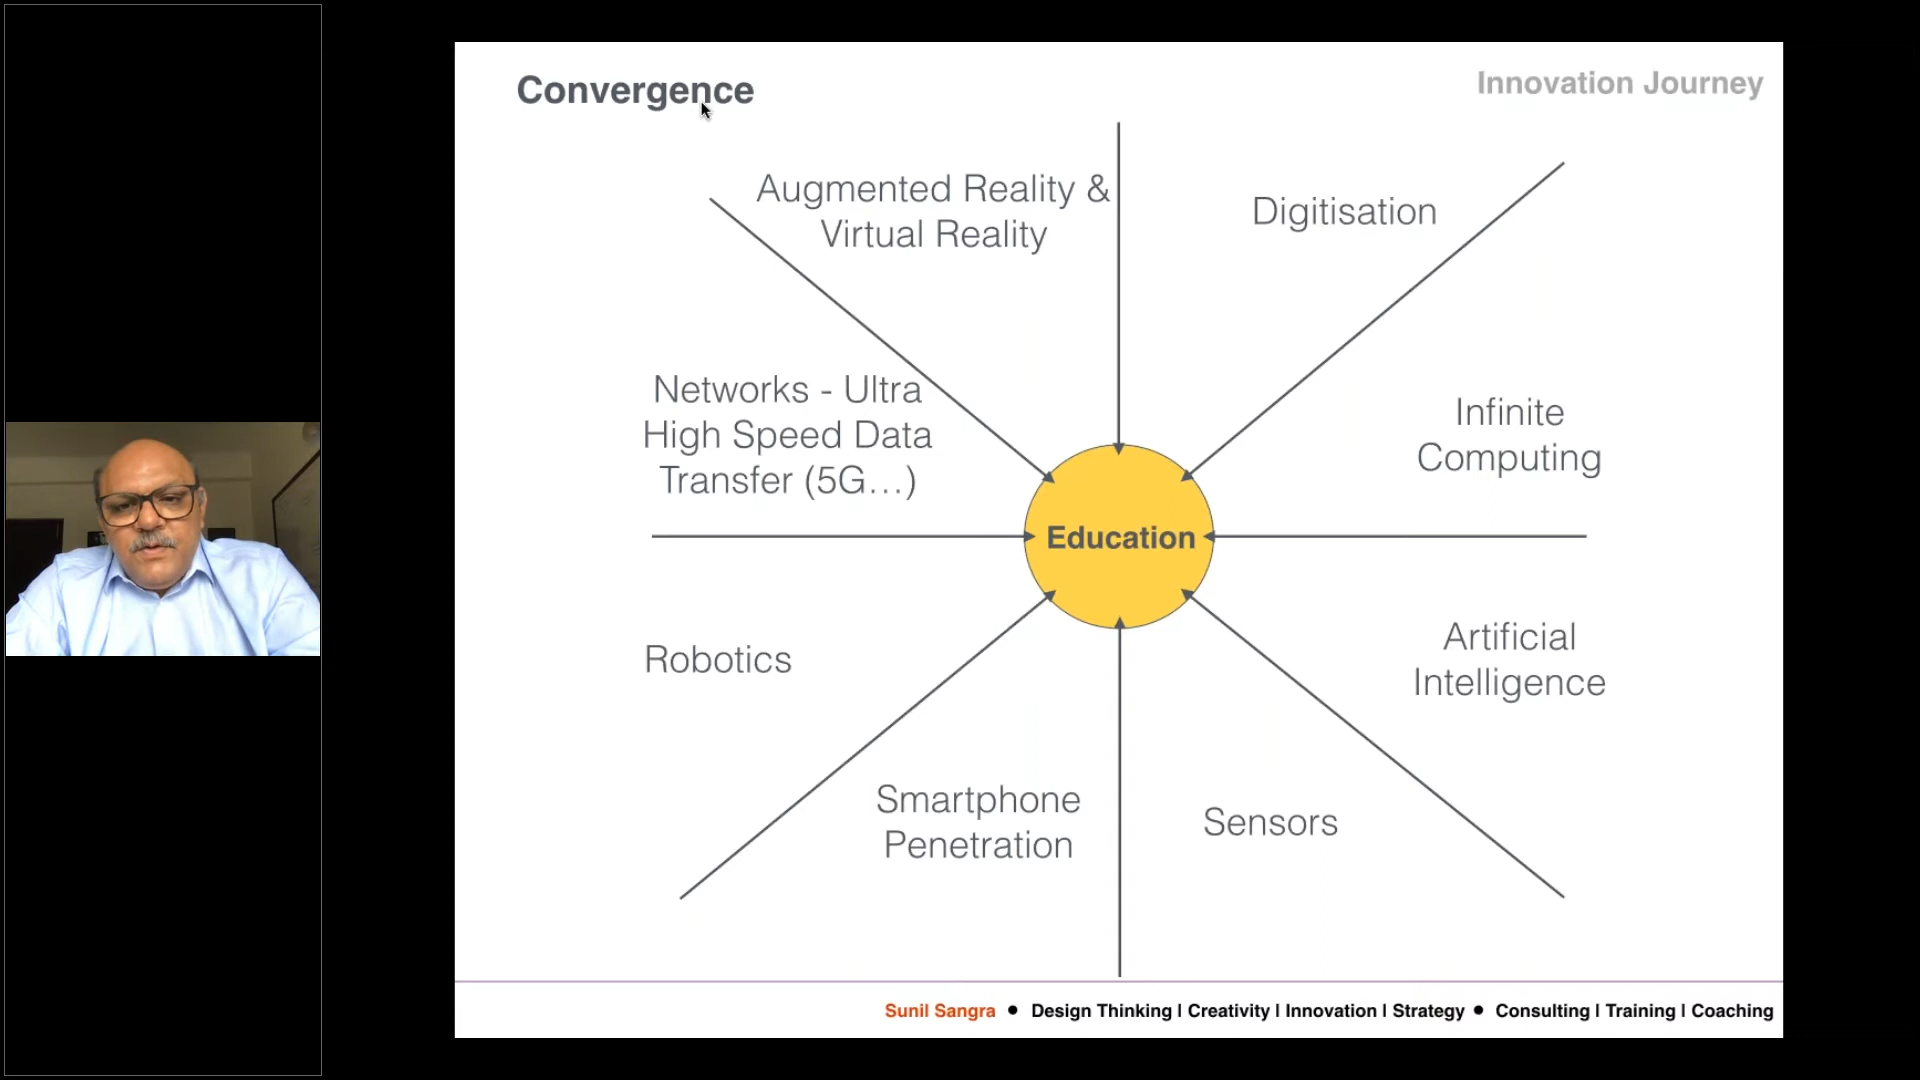 Convergence
Innovation Journey
Augmented Reality &
Virtual Reality
Digitisation
Networks - Ultra
High Speed Data
Transfer (5G...)
Infinite
Computing
Education
Robotics
Artificial
Intelligence
Smartphone
Penetration
Sensors
Sunil Sangra ● Design Thinking | Creativity | Innovation | Strategy ● Consulting | Training | Coaching